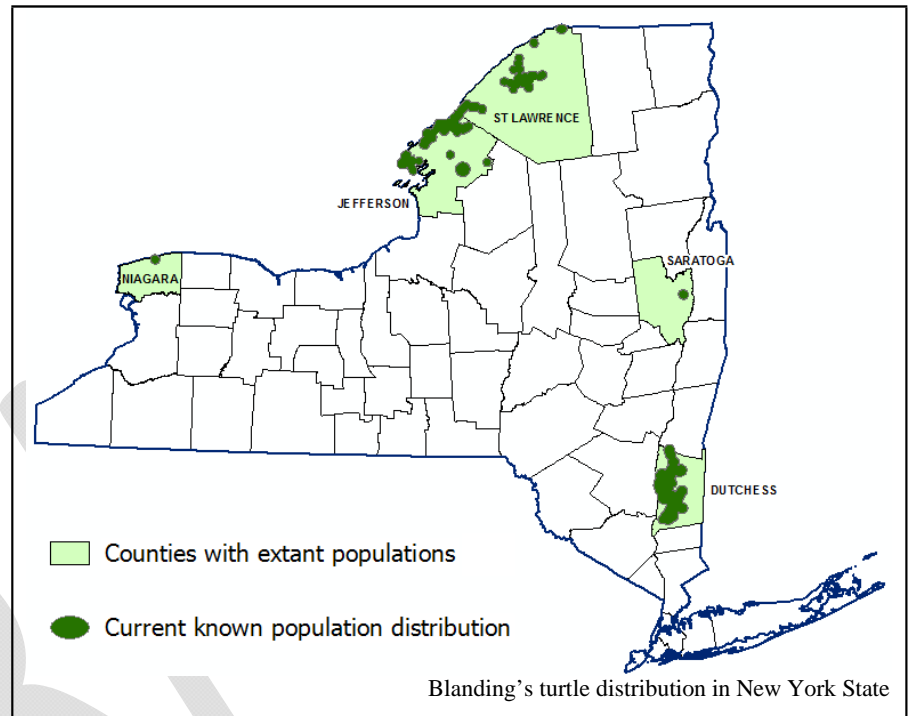 ST LAWRENCE
JEFFERSON
SARATOGA
NIAGARA
DUTCHESS
Counties with extant populations
Current known population distribution
Blanding’s turtle distribution in New York State